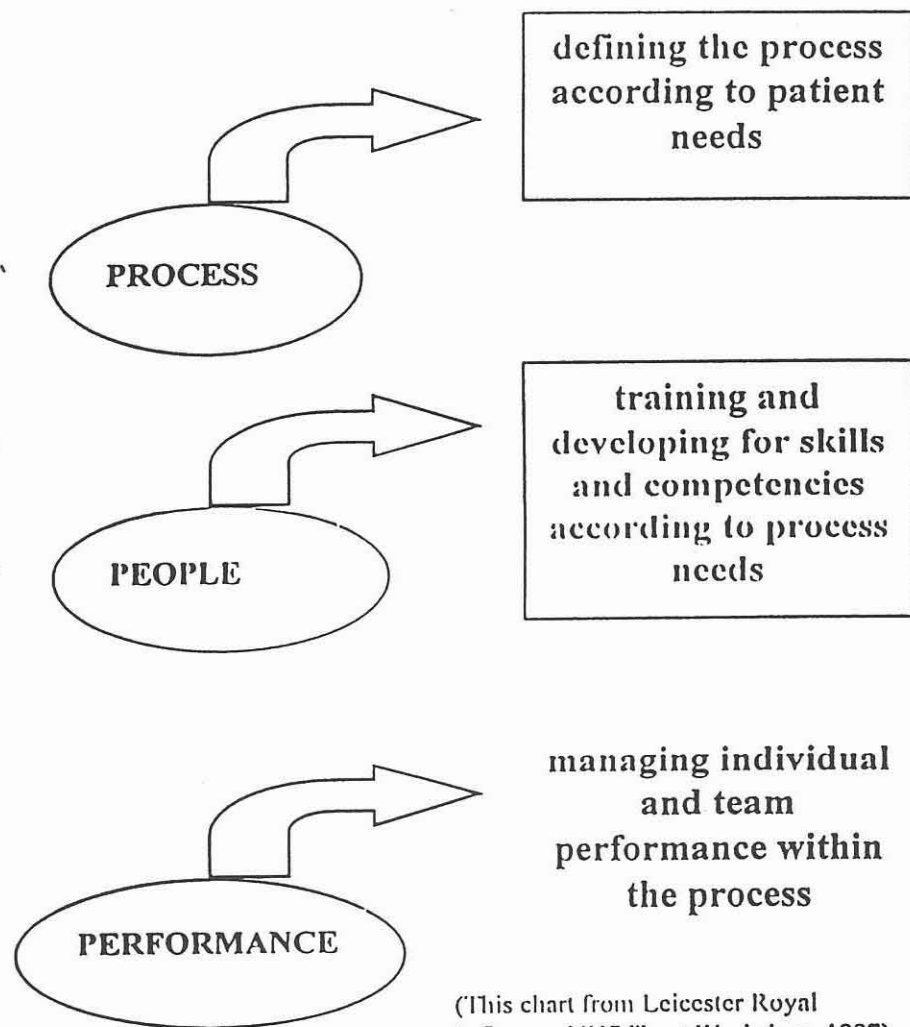 defining the process
according to patient
needs
PROCESS
training and
developing for skills
and competencies
according to process
needs
PEOPLE
managing individual
and team
performance within
the process
PERFORMANCE
(This chart from Leicester Royal